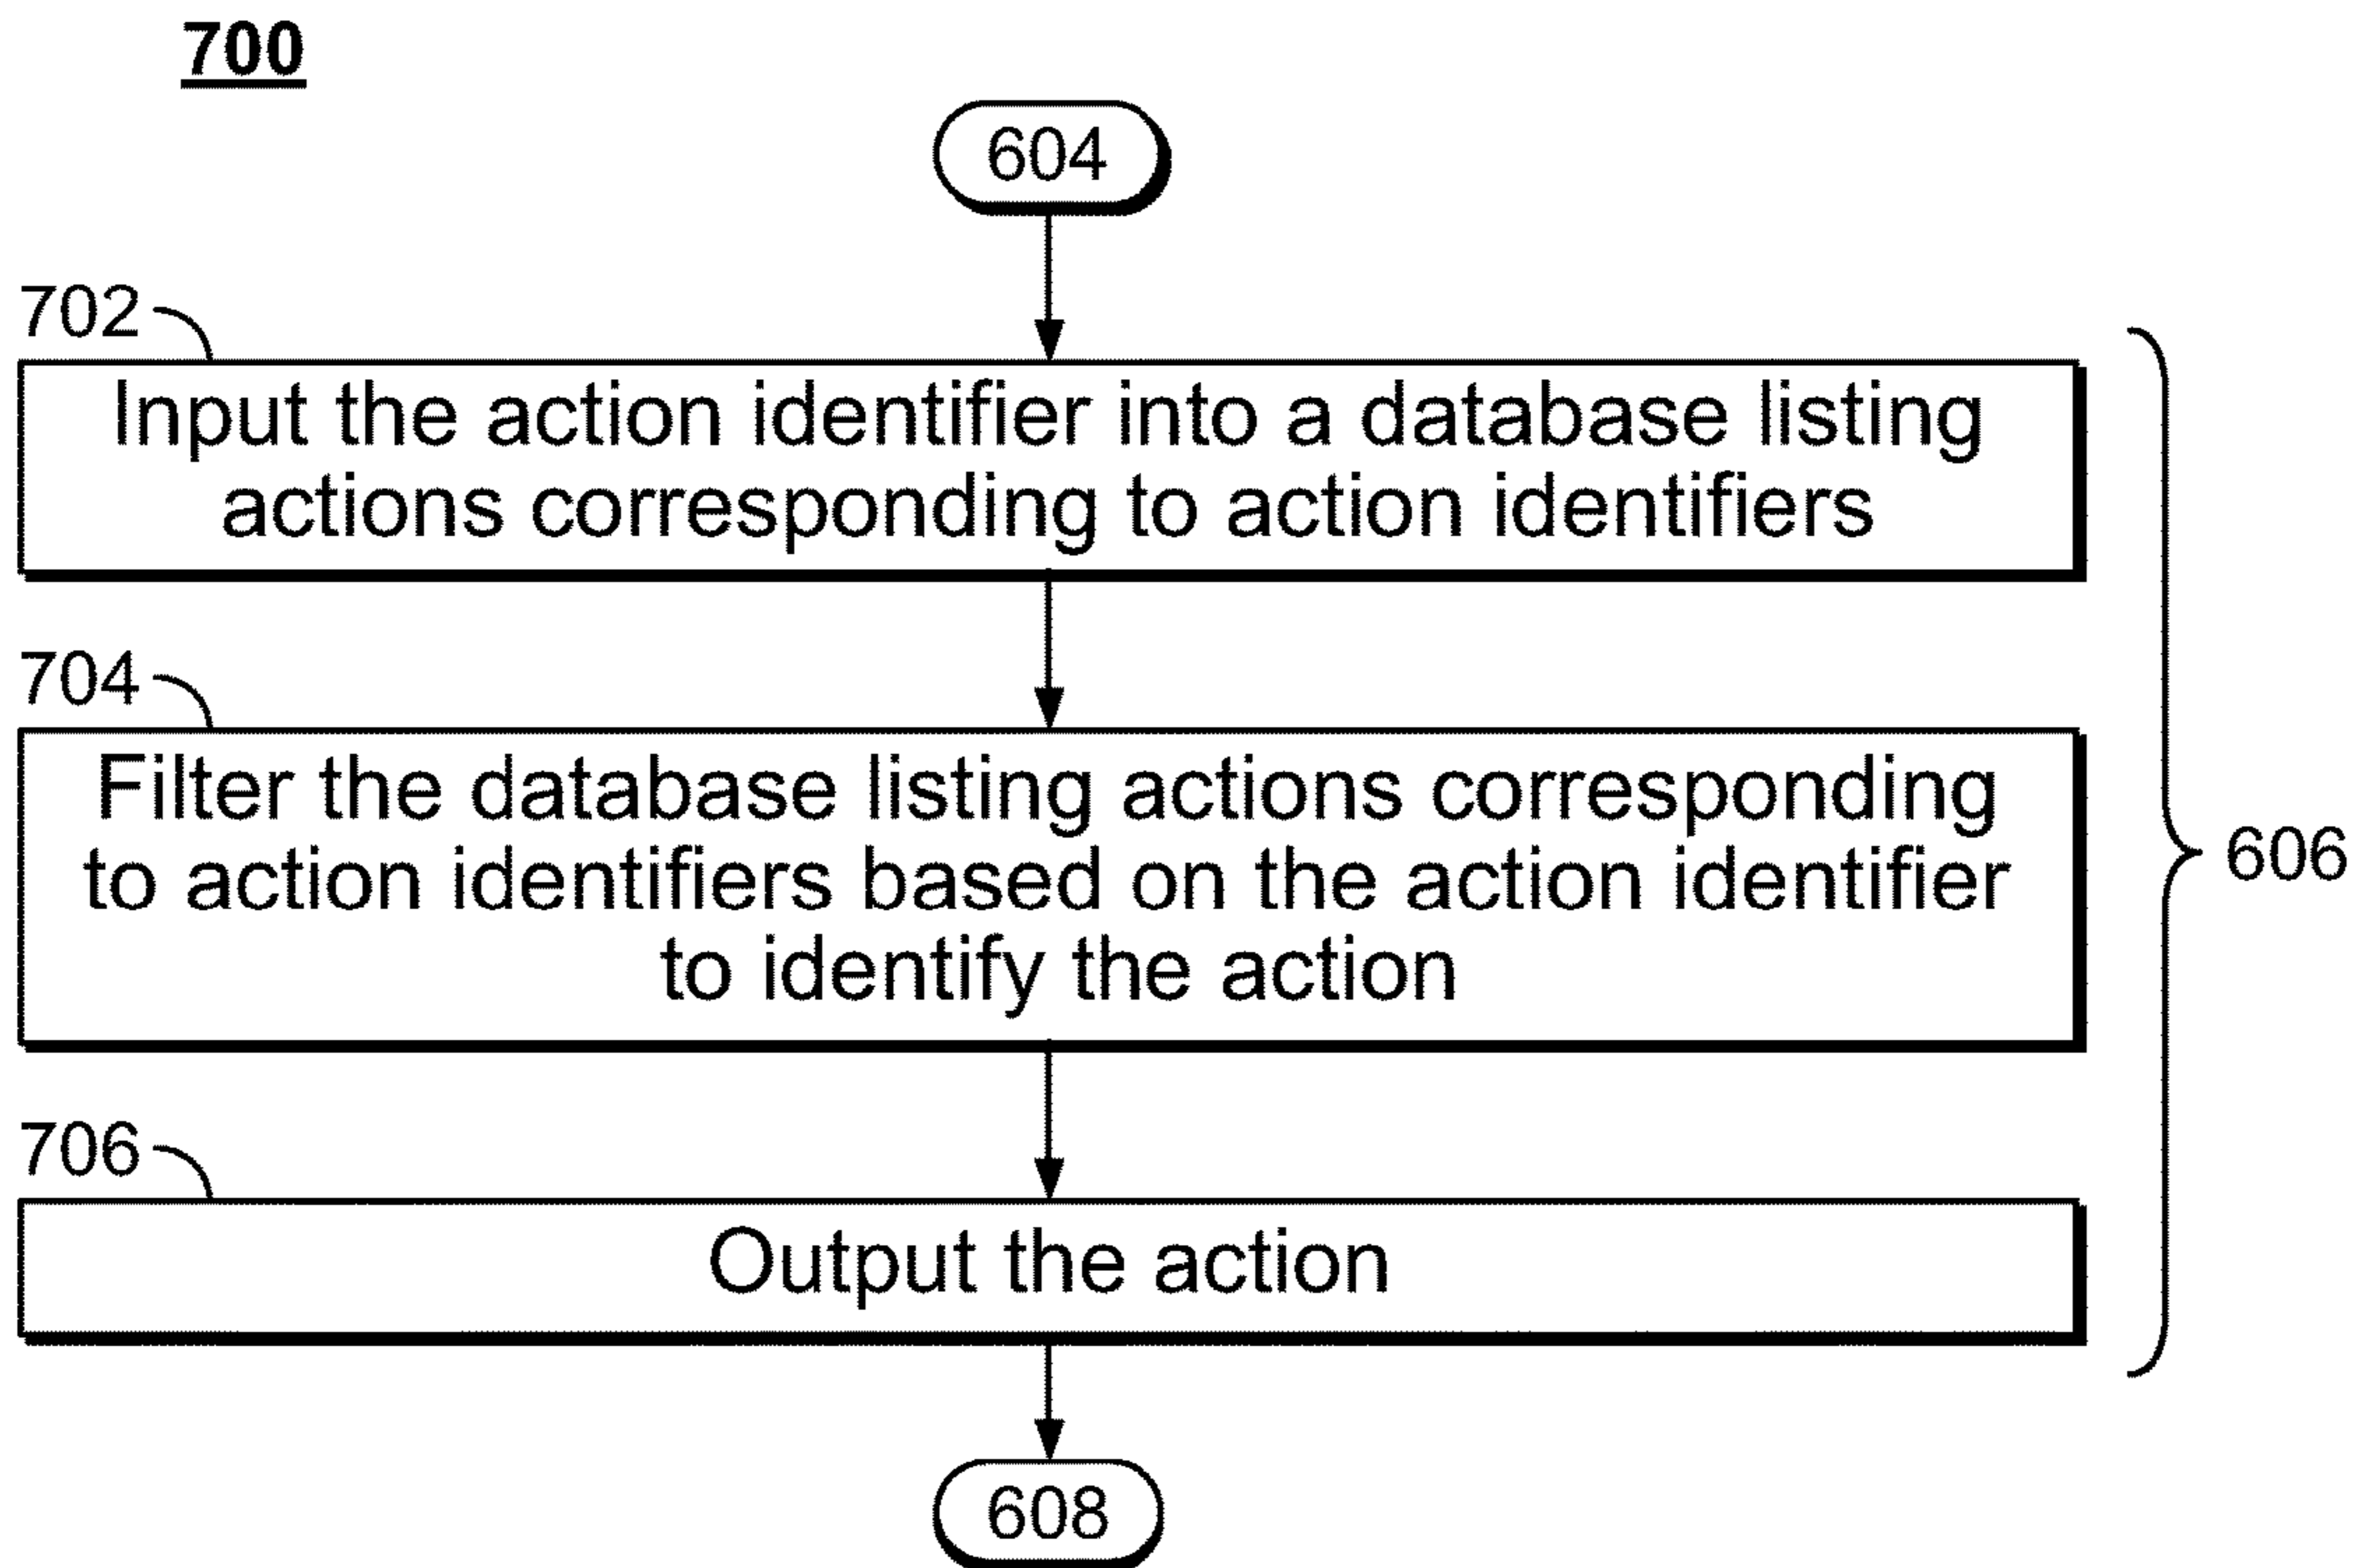 700
604
702
Input the action identifier into a database listing
actions corresponding to action identifiers
704
Filter the database listing actions corresponding
to action identifiers based on the action identifier
to identify the action
606
706
Output the action
608